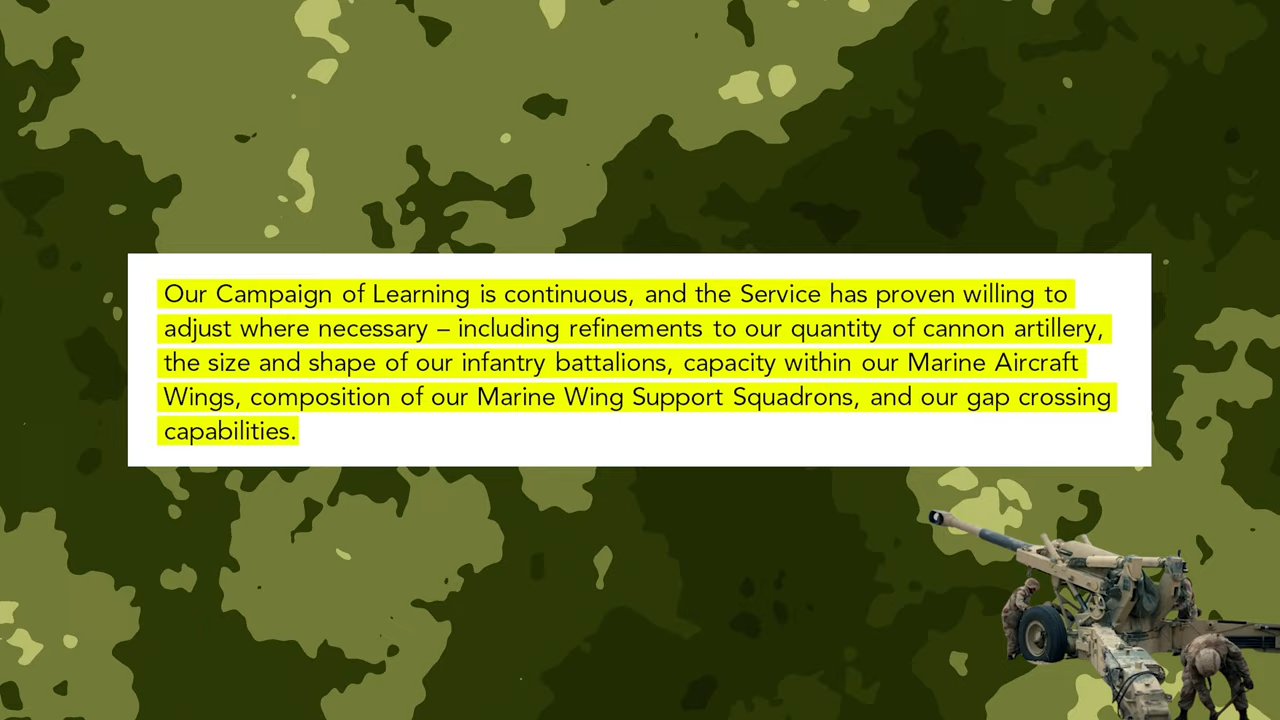 Our Campaign of Learning is continuous, and the Service has proven willing to
adjust where necessary – including refinements to our quantity of cannon artillery,
the size and shape of our infantry battalions, capacity within our Marine Aircraft
Wings, composition of our Marine Wing Support Squadrons, and our gap crossing
capabilities.